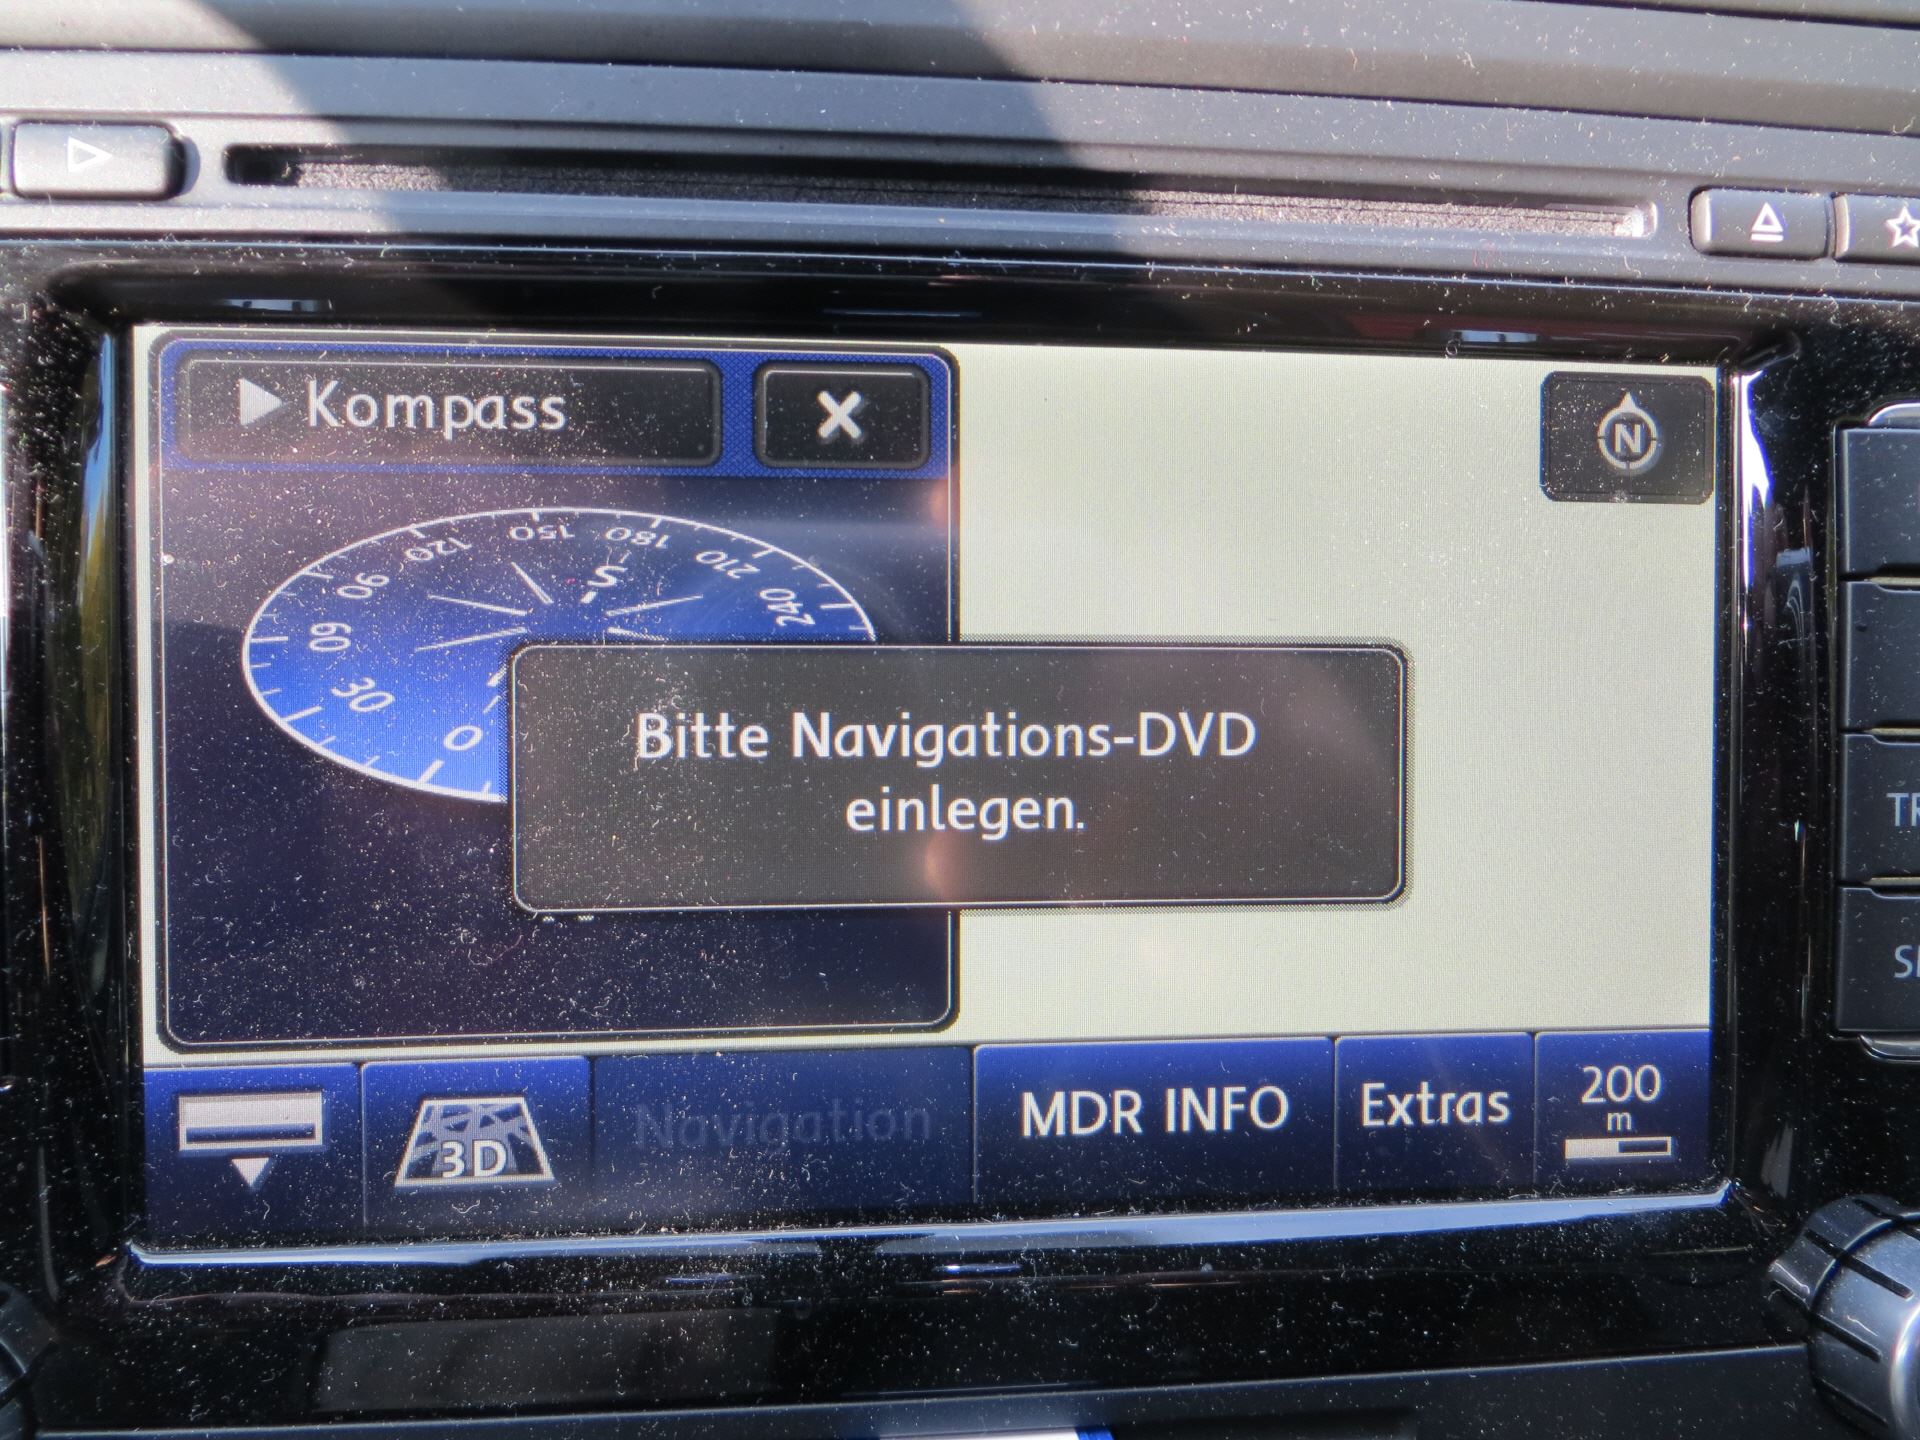 Kompass
N
120 150 180 210
S
90 240
60
30
0
Bitte Navigations-DVD
einlegen.
3D Navigation MDR INFO Extras 200
m